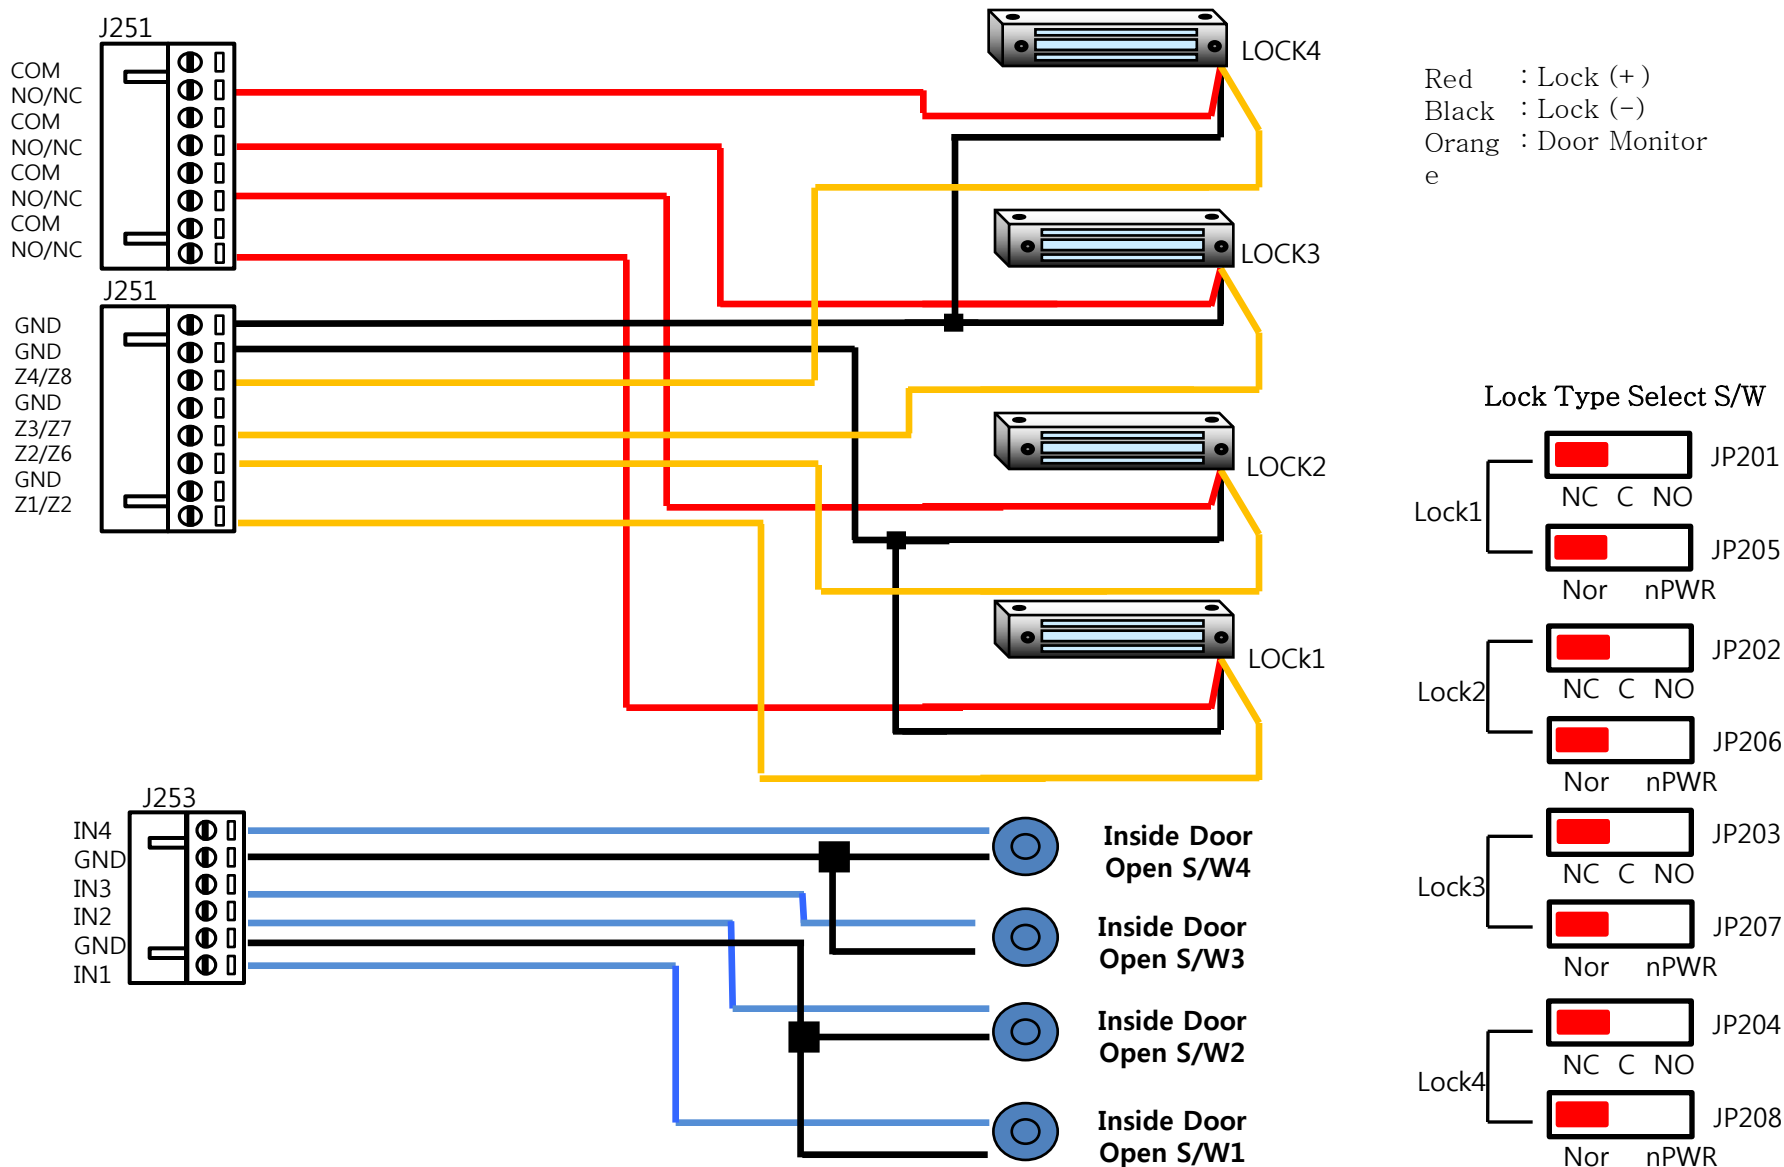 J251
COM
NO/NC
COM
NO/NC
COM
NO/NC
COM
NO/NC
J251
GND
GND
Z4/Z8
GND
Z3/Z7
Z2/Z6
GND
Z1/Z2
J253
IN4
GND
IN3
IN2
GND
IN1
LOCK4
LOCK3
LOCK2
LOCk1
Inside Door
Open S/W4
Inside Door
Open S/W3
Inside Door
Open S/W2
Inside Door
Open S/W1
Red : Lock (+)
Black : Lock (-)
Orang : Door Monitor
e
Lock Type Select S/W
Lock1
JP201
NC C NO
JP205
Nor nPWR
Lock2
JP202
NC C NO
JP206
Nor nPWR
Lock3
JP203
NC C NO
JP207
Nor nPWR
Lock4
JP204
NC C NO
JP208
Nor nPWR